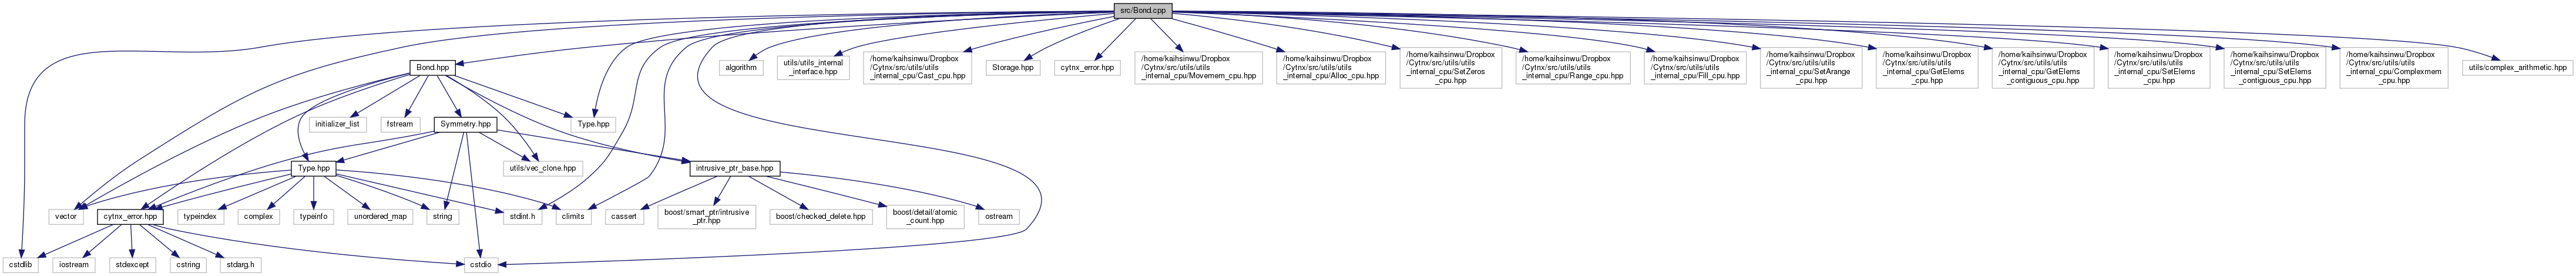 src/Bond.cpp
Bond.hpp
algorithm
utils/utils_internal
_interface.hpp
/home/kaihsinwu/Dropbox
/Cytnx/src/utils/utils
_internal_cpu/Cast_cpu.hpp
Storage.hpp
cytnx_error.hpp
/home/kaihsinwu/Dropbox
/Cytnx/src/utils/utils
_internal_cpu/Movemem_cpu.hpp
/home/kaihsinwu/Dropbox
/Cytnx/src/utils/utils
_internal_cpu/Alloc_cpu.hpp
/home/kaihsinwu/Dropbox
/Cytnx/src/utils/utils
_internal_cpu/SetZeros
_cpu.hpp
/home/kaihsinwu/Dropbox
/Cytnx/src/utils/utils
_internal_cpu/Range_cpu.hpp
/home/kaihsinwu/Dropbox
/Cytnx/src/utils/utils
_internal_cpu/Fill_cpu.hpp
/home/kaihsinwu/Dropbox
/Cytnx/src/utils/utils
_internal_cpu/SetArange
_cpu.hpp
/home/kaihsinwu/Dropbox
/Cytnx/src/utils/utils
_internal_cpu/GetElems
_cpu.hpp
/home/kaihsinwu/Dropbox
/Cytnx/src/utils/utils
_internal_cpu/GetElems
_contiguous_cpu.hpp
/home/kaihsinwu/Dropbox
/Cytnx/src/utils/utils
_internal_cpu/SetElems
_cpu.hpp
/home/kaihsinwu/Dropbox
/Cytnx/src/utils/utils
_internal_cpu/SetElems
_contiguous_cpu.hpp
/home/kaihsinwu/Dropbox
/Cytnx/src/utils/utils
_internal_cpu/Complexmem
_cpu.hpp
utils/complex_arithmetic.hpp
initializer_list
fstream
Symmetry.hpp
Type.hpp
Type.hpp
utils/vec_clone.hpp
intrusive_ptr_base.hpp
vector
cytnx_error.hpp
typeindex
complex
typeinfo
unordered_map
string
stdint.h
climits
cassert
boost/smart_ptr/intrusive
_ptr.hpp
boost/checked_delete.hpp
boost/detail/atomic
_count.hpp
ostream
cstdlib
iostream
stdexcept
cstring
stdarg.h
cstdio